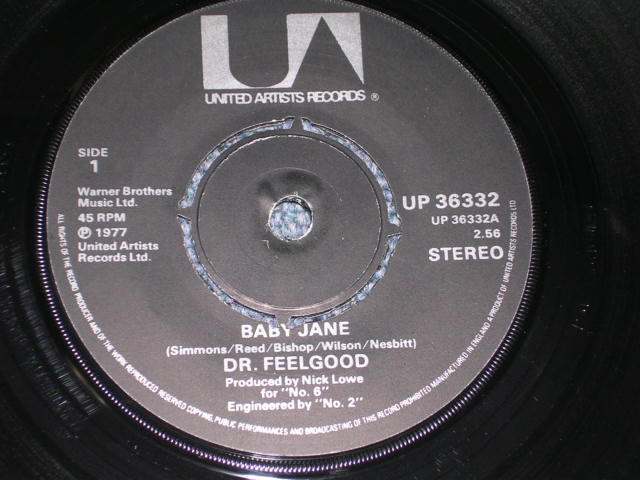 UA
UNITED ARTISTS RECORDS ®
SIDE
1
Warner Brothers
Music Ltd.
45 RPM
℗ 1977
United Artists
Records Ltd.
UP 36332
UP 36332A
2.56
STEREO
BABY JANE
(Simmons/Reed/Bishop/Wilson/Nesbitt)
DR. FEELGOOD
Produced by Nick Lowe
for "No. 6"
Engineered by "No. 2"
ALL RIGHTS OF THE RECORD PRODUCER AND OF THE WORK REPRODUCED RESERVED COPYING, PUBLIC PERFORMANCES AND BROADCASTING OF THIS RECORD PROHIBITED MANUFACTURED IN ENGLAND BY PRODUCT OF UNITED ARTISTS RECORDS LTD